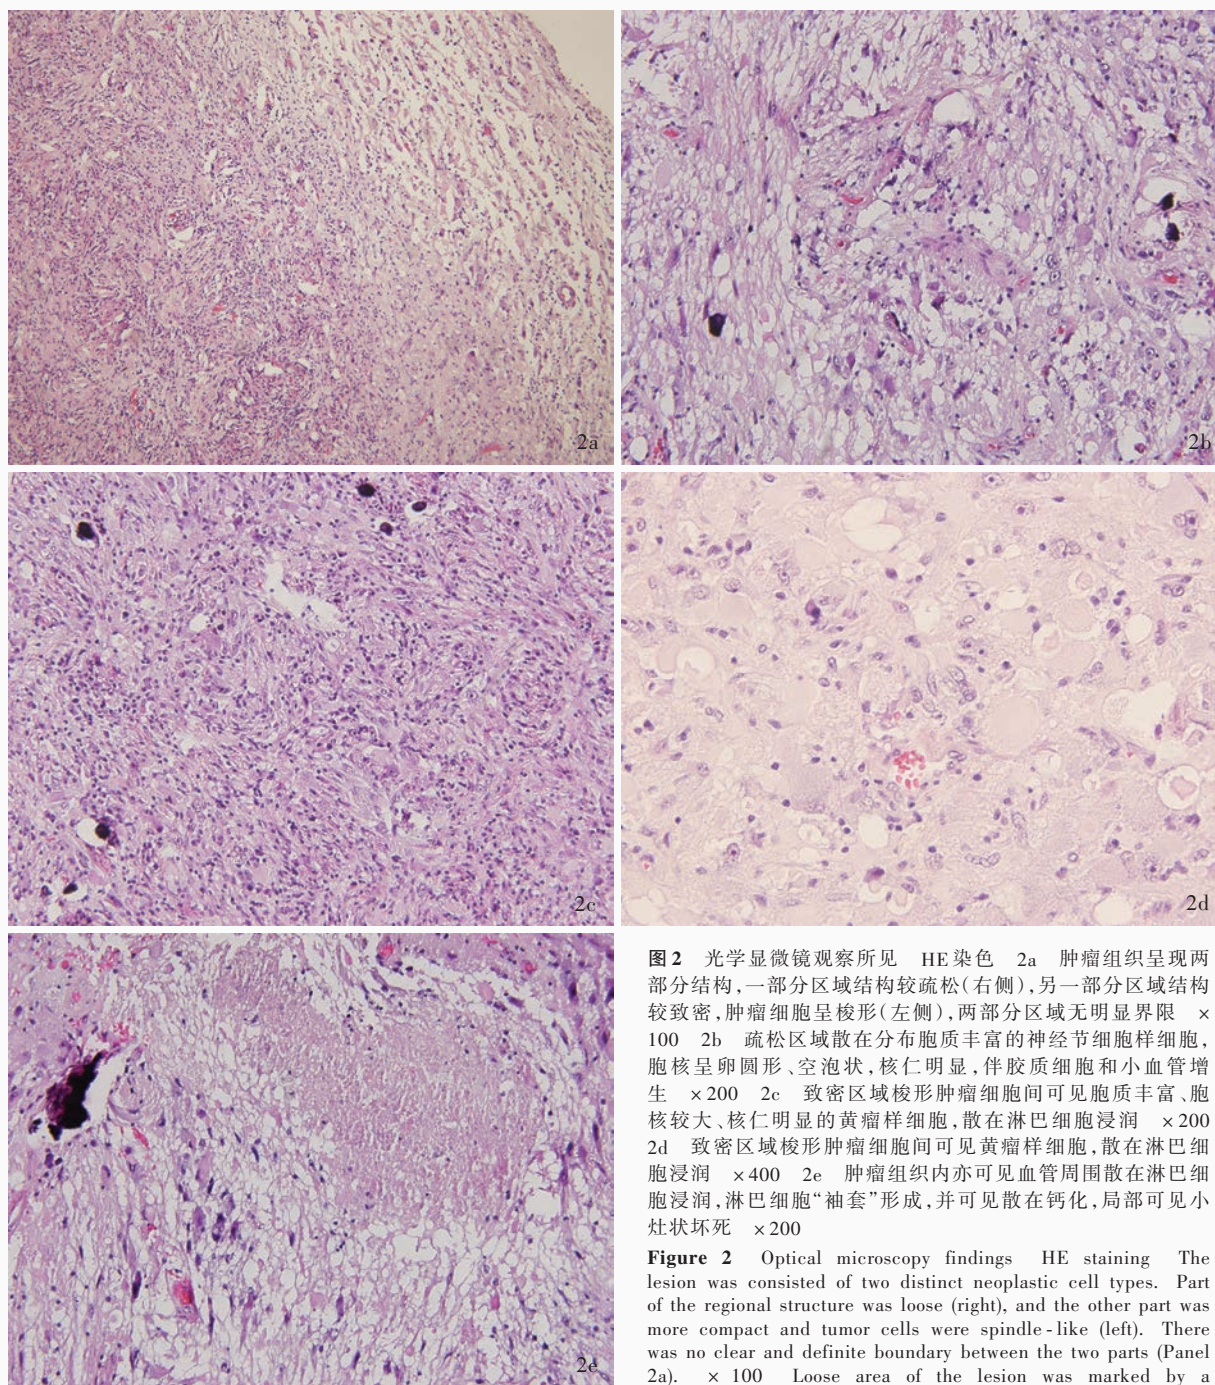 2a
2b
2c
2d
2e
图2 光学显微镜观察所见 HE染色 2a 肿瘤组织呈现两
部分结构,一部分区域结构较疏松(右侧),另一部分区域结构
较致密,肿瘤细胞呈梭形(左侧),两部分区域无明显界限 ×
100 2b 疏松区域散在分布胞质丰富的神经节细胞样细胞,
胞核呈卵圆形、空泡状,核仁明显,伴胶质细胞和小血管增
生 ×200 2c 致密区域梭形肿瘤细胞间可见胞质丰富、胞
核较大、核仁明显的黄瘤样细胞,散在淋巴细胞浸润 ×200
2d 致密区域梭形肿瘤细胞间可见黄瘤样细胞,散在淋巴细
胞浸润 ×400 2e 肿瘤组织内亦可见血管周围散在淋巴细
胞浸润,淋巴细胞“袖套”形成,并可见散在钙化,局部可见小
灶状坏死 ×200
Figure 2 Optical microscopy findings HE staining The
lesion was consisted of two distinct neoplastic cell types. Part
of the regional structure was loose (right), and the other part was
more compact and tumor cells were spindle-like (left). There
was no clear and definite boundary between the two parts (Panel
2a). × 100 Loose area of the lesion was marked by a